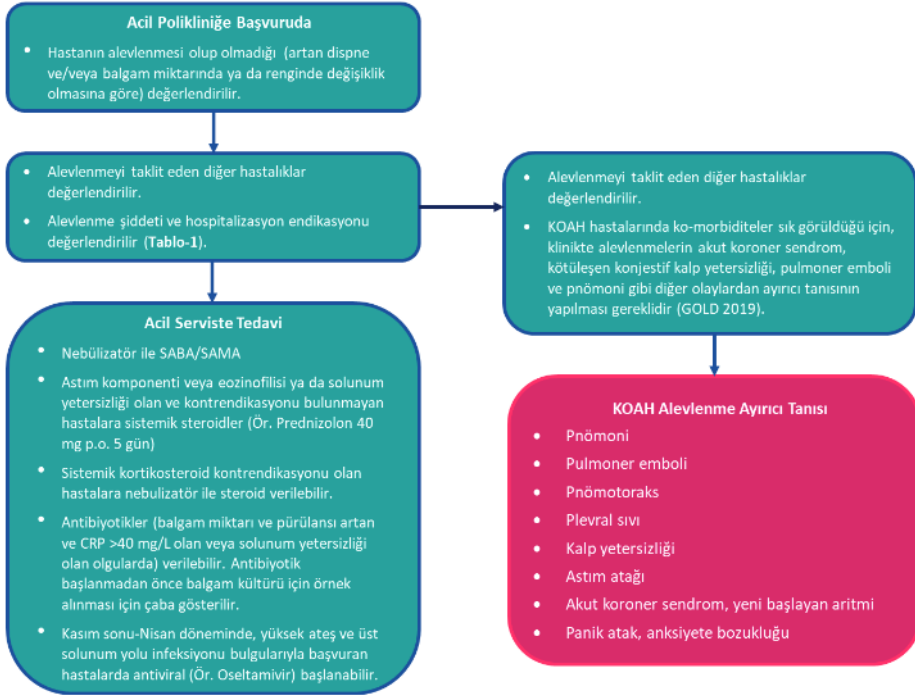 Acil Polikliniğe Başvuruda
• Hastanın alevlenmesi olup olmadığı (artan dispne
ve/veya balgam miktarında ya da renginde değişiklik
olmasına göre) değerlendirilir.
• Alevlenmeyi taklit eden diğer hastalıklar
değerlendirilir.
• Alevlenme şiddeti ve hospitalizasyon endikasyonu
değerlendirilir (Tablo-1).
• Alevlenmeyi taklit eden diğer hastalıklar
değerlendirilir.
• KOAH hastalarında ko-morbiditeler sık görüldüğü için,
klinikte alevlenmelerin akut koroner sendrom,
kötüleşen konjestif kalp yetersizliği, pulmoner emboli
ve pnömoni gibi diğer olaylardan ayırıcı tanısının
yapılması gereklidir (GOLD 2019).
Acil Serviste Tedavi
• Nebülizatör ile SABA/SAMA
• Astım komponenti veya eozinofilisi ya da solunum
yetersizliği olan ve kontrendikasyonu bulunmayan
hastalara sistemik steroidler (Ör. Prednizolon 40
mg p.o. 5 gün)
• Sistemik kortikosteroid kontrendikasyonu olan
hastalara nebulizatör ile steroid verilebilir.
• Antibiyotikler (balgam miktarı ve pürülansı artan
ve CRP >40 mg/L olan veya solunum yetersizliği
olan olgularda) verilebilir. Antibiyotik
başlanmadan önce balgam kültürü için örnek
alınması için çaba gösterilir.
• Kasım sonu-Nisan döneminde, yüksek ateş ve üst
solunum yolu infeksiyonu bulgularıyla başvuran
hastalarda antiviral (Ör. Oseltamivir) başlanabilir.
KOAH Alevlenme Ayırıcı Tanısı
• Pnömoni
• Pulmoner emboli
• Pnömotoraks
• Plevral sıvı
• Kalp yetersizliği
• Astım atağı
• Akut koroner sendrom, yeni başlayan aritmi
• Panik atak, anksiyete bozukluğu